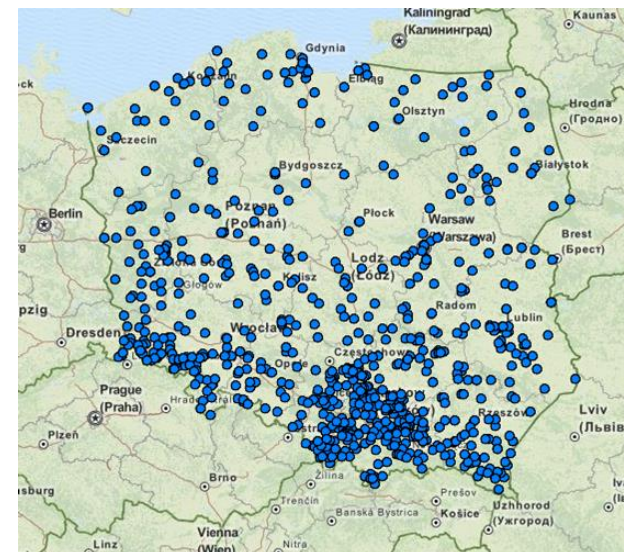 Kaliningrad
(Калининград)
Kaunas
Gdynia
Koszalin
Elbląg
Hrodna
(Гродно)
Olsztyn
Szczecin
Białystok
Bydgoszcz
Poznan
(Poznań)
Płock
Berlin
Warsaw
(Warszawa)
Brest
(Брест)
Lodz
(Łódź)
Kalisz
Głogów
Radom
Lublin
Dresden
Wrocław
Częstochowa
Opole
Prague
(Praha)
Rzeszów
Lviv
(Львів
Plzeň
Brno
Žilina
Trenčín
Prešov
Banská Bystrica
Košice
Uzhhorod
(Ужгород)
Linz
Vienna
(Wien)
Nitra